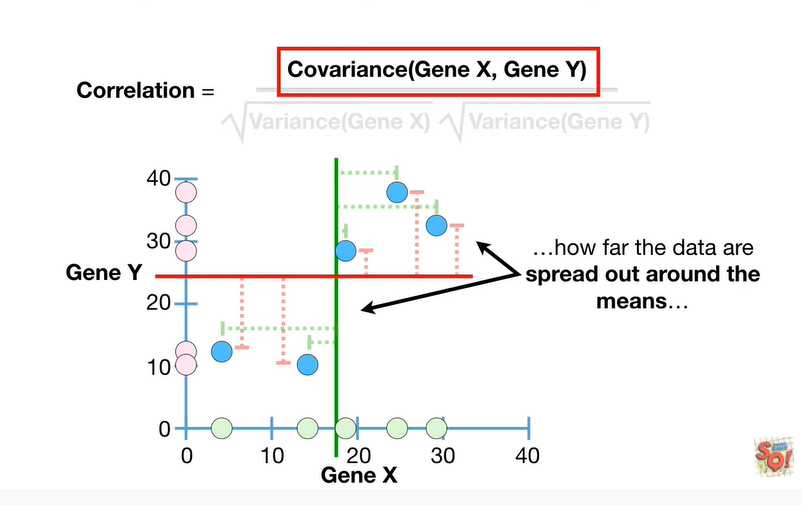 Covariance(Gene X, Gene Y)
Correlation =
Variance(Gene X) Variance(Gene Y)
40
30
Gene Y
20
10
0
…how far the data are
spread out around the
means…
0 10 20 30 40
Gene X
SQ!